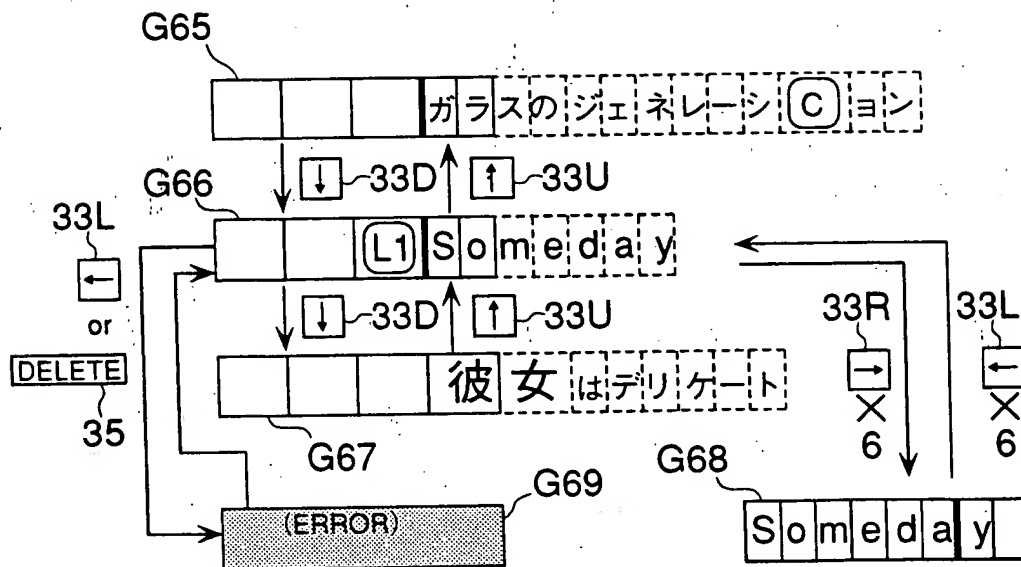 G65
ガラスのジェネレーシ C ョン
↓ 33D ↑ 33U
G66
33L
←
L1 Someday
or
DELETE
35
↓ 33D ↑ 33U
33R 33L
→ ←
× ×
6 6
彼女はデリケート
G67
G68
G69
(ERROR)
Someday